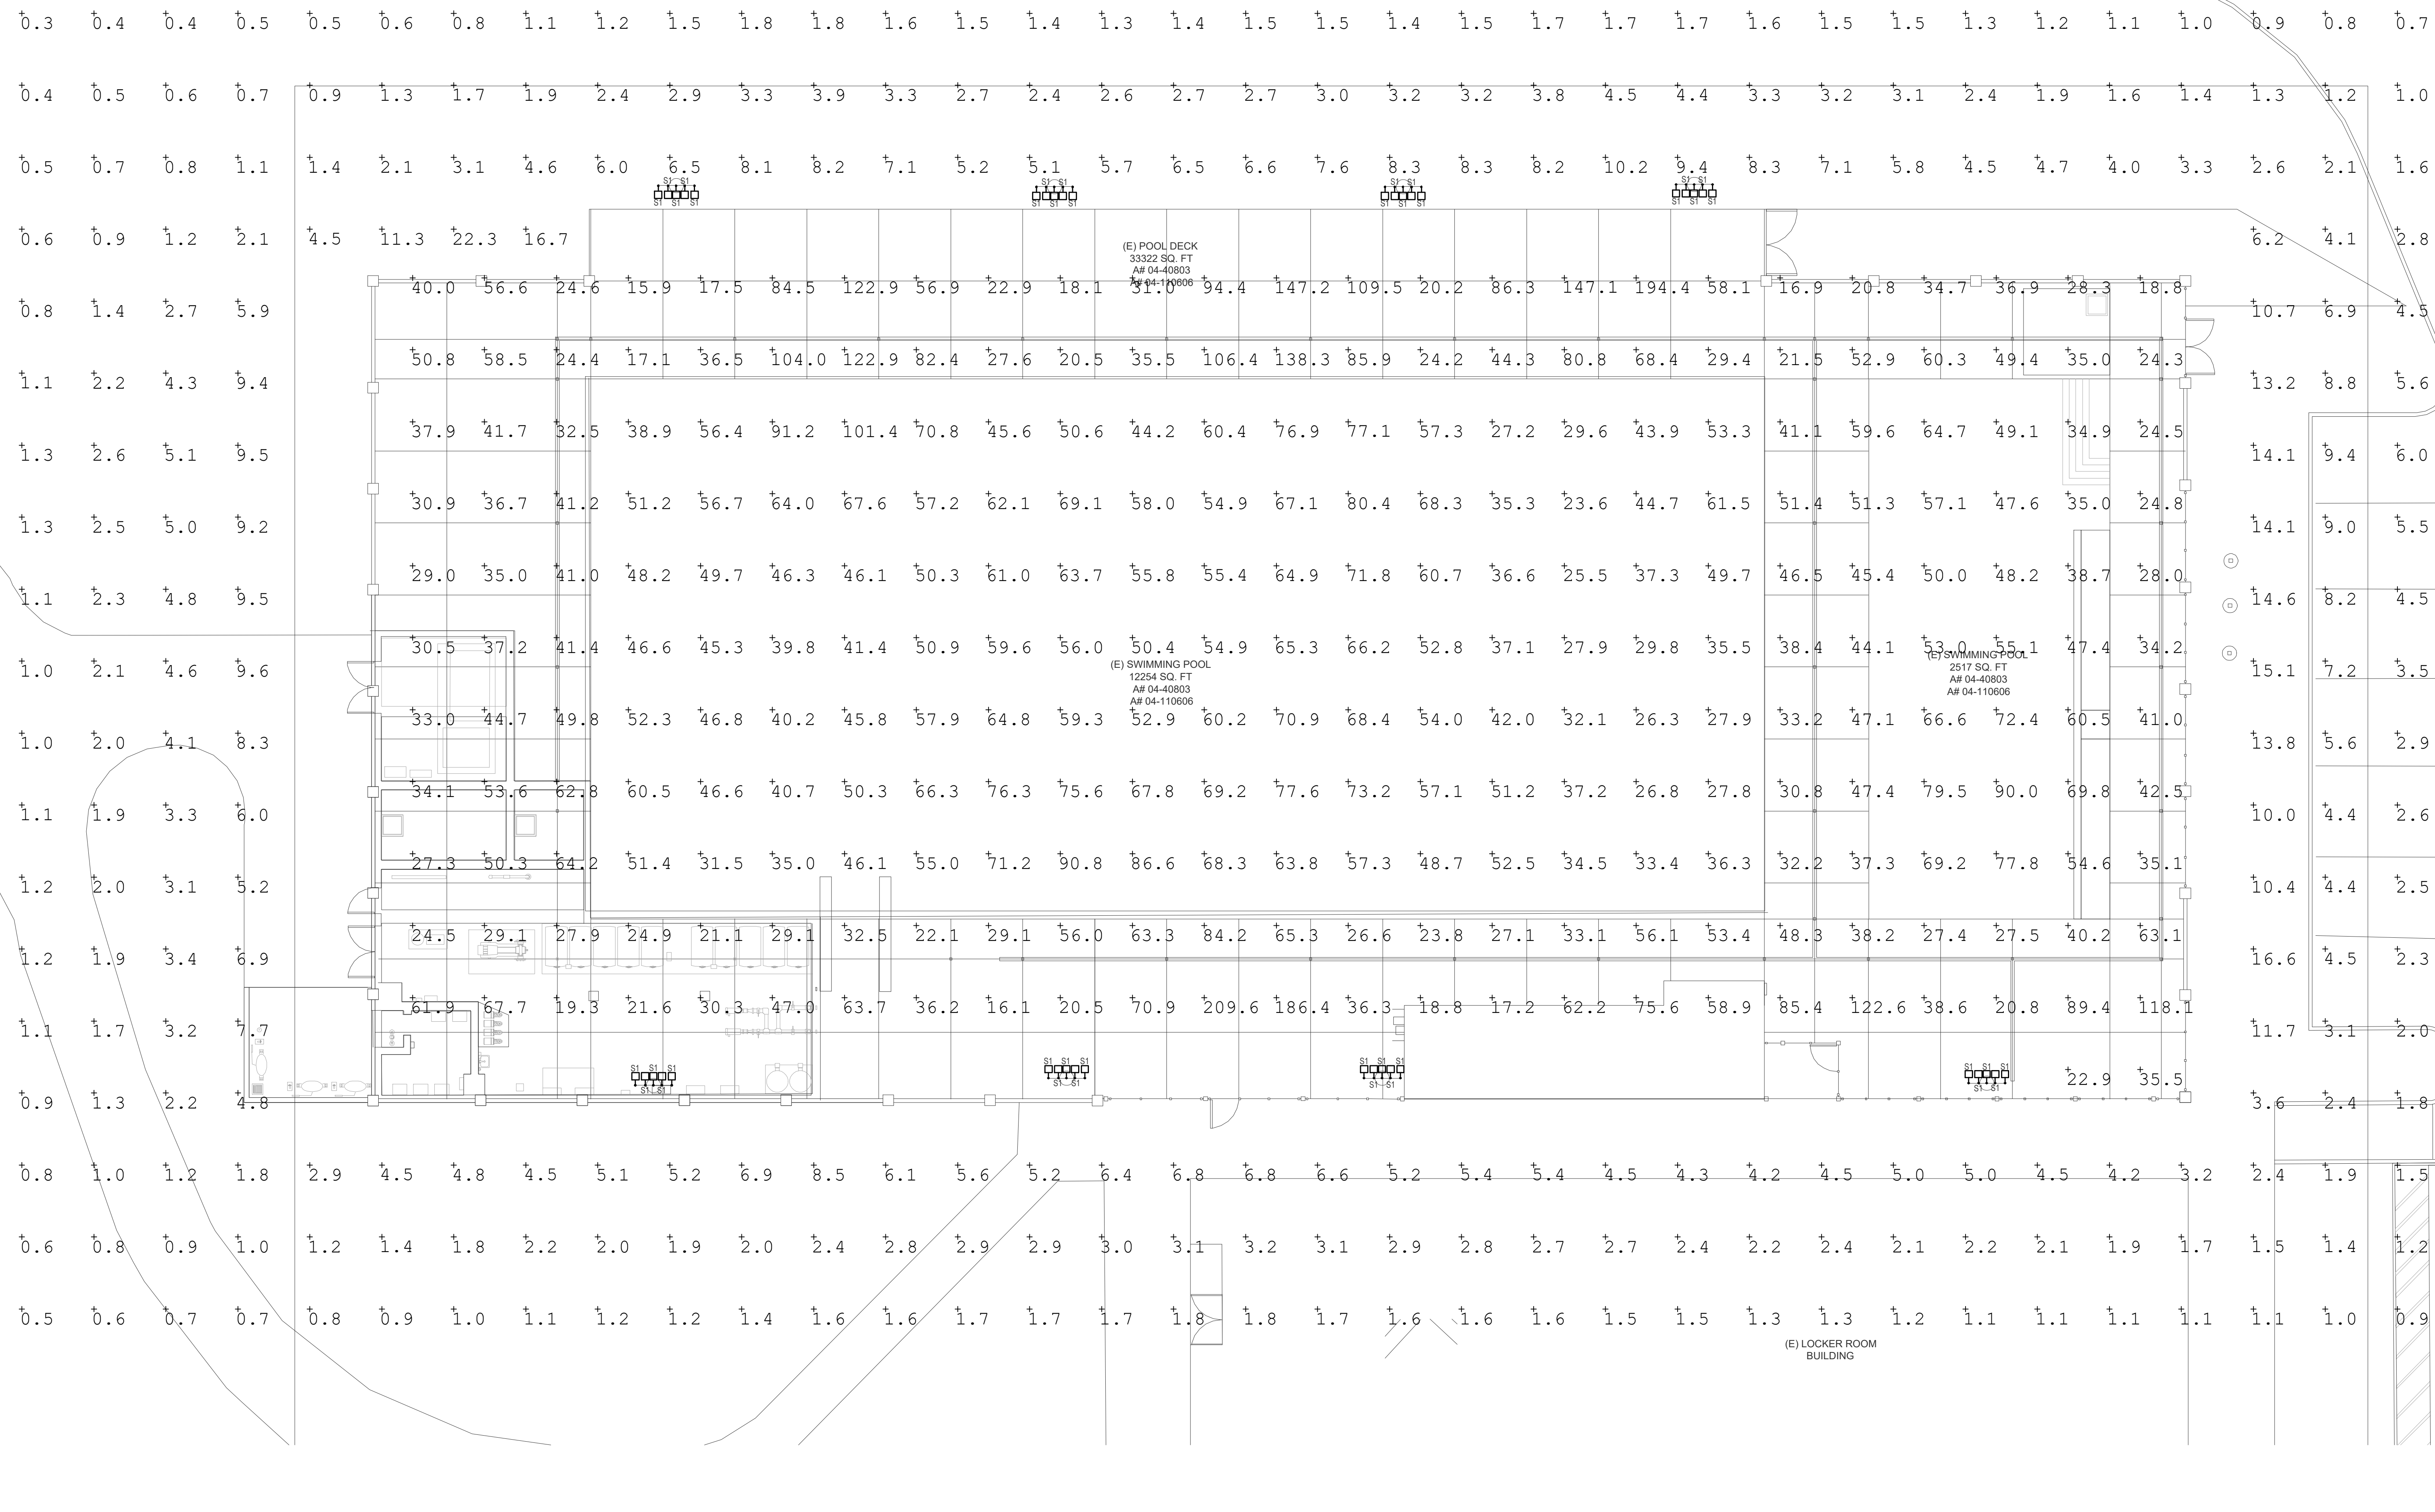 0.3 0.4 0.4 0.5 0.5 0.6 0.8 1.1 1.2 1.5 1.8 1.8 1.6 1.5 1.4 1.3 1.4 1.5 1.5 1.4 1.5 1.7 1.7 1.7 1.6 1.5 1.5 1.3 1.2 1.1 1.0 0.9 0.8 0.7
0.4 0.5 0.6 0.7 0.9 1.3 1.7 1.9 2.4 2.9 3.3 3.9 3.3 2.7 2.4 2.6 2.7 2.7 3.0 3.2 3.2 3.8 4.5 4.4 3.3 3.2 3.1 2.4 1.9 1.6 1.4 1.3 1.2 1.0
0.5 0.7 0.8 1.1 1.4 2.1 3.1 4.6 6.0 6.5 8.1 8.2 7.1 5.2 5.1 5.7 6.5 6.6 7.6 8.3 8.3 8.2 10.2 9.4 8.3 7.1 5.8 4.5 4.7 4.0 3.3 2.6 2.1 1.6
S1 S1 S1 S1 S1 S1 S1 S1
S1 S1 S1 S1 S1 S1 S1 S1 S1 S1 S1 S1
0.6 0.9 1.2 2.1 4.5 11.3 22.3 16.7 6.2 4.1 2.8
(E) POOL DECK
33322 SQ. FT
A# 04-40803
A# 04-110606
40.0 56.6 24.6 15.9 17.5 84.5 122.9 56.9 22.9 18.1 31.0 94.4 147.2 109.5 20.2 86.3 147.1 194.4 58.1 16.9 20.8 34.7 36.9 28.3 18.8
0.8 1.4 2.7 5.9 10.7 6.9 4.5
50.8 58.5 24.4 17.1 36.5 104.0 122.9 82.4 27.6 20.5 35.5 106.4 138.3 85.9 24.2 44.3 80.8 68.4 29.4 21.5 52.9 60.3 49.4 35.0 24.3
1.1 2.2 4.3 9.4 13.2 8.8 5.6
37.9 41.7 32.5 38.9 56.4 91.2 101.4 70.8 45.6 50.6 44.2 60.4 76.9 77.1 57.3 27.2 29.6 43.9 53.3 41.1 59.6 64.7 49.1 34.9 24.5
1.3 2.6 5.1 9.5 14.1 9.4 6.0
30.9 36.7 41.2 51.2 56.7 64.0 67.6 57.2 62.1 69.1 58.0 54.9 67.1 80.4 68.3 35.3 23.6 44.7 61.5 51.4 51.3 57.1 47.6 35.0 24.8
1.3 2.5 5.0 9.2 14.1 9.0 5.5
29.0 35.0 41.0 48.2 49.7 46.3 46.1 50.3 61.0 63.7 55.8 55.4 64.9 71.8 60.7 36.6 25.5 37.3 49.7 46.5 45.4 50.0 48.2 38.7 28.0
1.1 2.3 4.8 9.5 14.6 8.2 4.5
30.5 37.2 41.4 46.6 45.3 39.8 41.4 50.9 59.6 56.0 50.4 54.9 65.3 66.2 52.8 37.1 27.9 29.8 35.5 38.4 44.1 53.0 55.1 47.4 34.2
(E) SWIMMING POOL
12254 SQ. FT
A# 04-40803
A# 04-110606
(E) SWIMMING POOL
2517 SQ. FT
A# 04-40803
A# 04-110606
1.0 2.1 4.6 9.6 15.1 7.2 3.5
33.0 44.7 49.8 52.3 46.8 40.2 45.8 57.9 64.8 59.3 52.9 60.2 70.9 68.4 54.0 42.0 32.1 26.3 27.9 33.2 47.1 66.6 72.4 60.5 41.0
1.0 2.0 4.1 8.3 13.8 5.6 2.9
34.1 53.6 62.8 60.5 46.6 40.7 50.3 66.3 76.3 75.6 67.8 69.2 77.6 73.2 57.1 51.2 37.2 26.8 27.8 30.8 47.4 79.5 90.0 69.8 42.5
1.1 1.9 3.3 6.0 10.0 4.4 2.6
27.3 50.3 64.2 51.4 31.5 35.0 46.1 55.0 71.2 90.8 86.6 68.3 63.8 57.3 48.7 52.5 34.5 33.4 36.3 32.2 37.3 69.2 77.8 54.6 35.1
1.2 2.0 3.1 5.2 10.4 4.4 2.5
24.5 29.1 27.9 24.9 21.1 29.1 32.5 22.1 29.1 56.0 63.3 84.2 65.3 26.6 23.8 27.1 33.1 56.1 53.4 48.3 38.2 27.4 27.5 40.2 63.1
1.2 1.9 3.4 6.9 16.6 4.5 2.3
61.9 67.7 19.3 21.6 30.3 47.0 63.7 36.2 16.1 20.5 70.9 209.6 186.4 36.3 18.8 17.2 62.2 75.6 58.9 85.4 122.6 38.6 20.8 89.4 118.1
1.1 1.7 3.2 7.7 11.7 3.1 2.0
S1 S1 S1 S1 S1 S1 S1 S1 S1 S1 S1 S1
S1 S1 S1 S1 S1 S1 S1 S1
22.9 35.5
0.9 1.3 2.2 4.8 3.6 2.4 1.8
0.8 1.0 1.2 1.8 2.9 4.5 4.8 4.5 5.1 5.2 6.9 8.5 6.1 5.6 5.2 6.4 6.8 6.8 6.6 5.2 5.4 5.4 4.5 4.3 4.2 4.5 5.0 5.0 4.5 4.2 3.2 2.4 1.9 1.5
0.6 0.8 0.9 1.0 1.2 1.4 1.8 2.2 2.0 1.9 2.0 2.4 2.8 2.9 2.9 3.0 3.1 3.2 3.1 2.9 2.8 2.7 2.7 2.4 2.2 2.4 2.1 2.2 2.1 1.9 1.7 1.5 1.4 1.2
0.5 0.6 0.7 0.7 0.8 0.9 1.0 1.1 1.2 1.2 1.4 1.6 1.6 1.7 1.7 1.7 1.8 1.8 1.7 1.6 1.6 1.6 1.5 1.5 1.3 1.3 1.2 1.1 1.1 1.1 1.1 1.1 1.0 0.9
(E) LOCKER ROOM
BUILDING